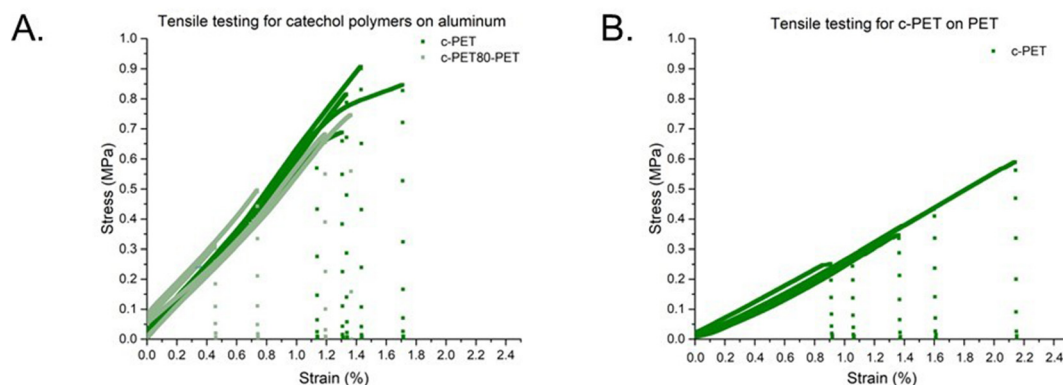 A.
Tensile testing for catechol polymers on aluminum
c-PET
c-PET80-PET
1.0
0.9
0.8
0.7
0.6
0.5
0.4
0.3
0.2
0.1
0.0
Stress (MPa)
0.0 0.2 0.4 0.6 0.8 1.0 1.2 1.4 1.6 1.8 2.0 2.2 2.4
Strain (%)
B.
Tensile testing for c-PET on PET
c-PET
1.0
0.9
0.8
0.7
0.6
0.5
0.4
0.3
0.2
0.1
0.0
Stress (MPa)
0.0 0.2 0.4 0.6 0.8 1.0 1.2 1.4 1.6 1.8 2.0 2.2 2.4
Strain (%)